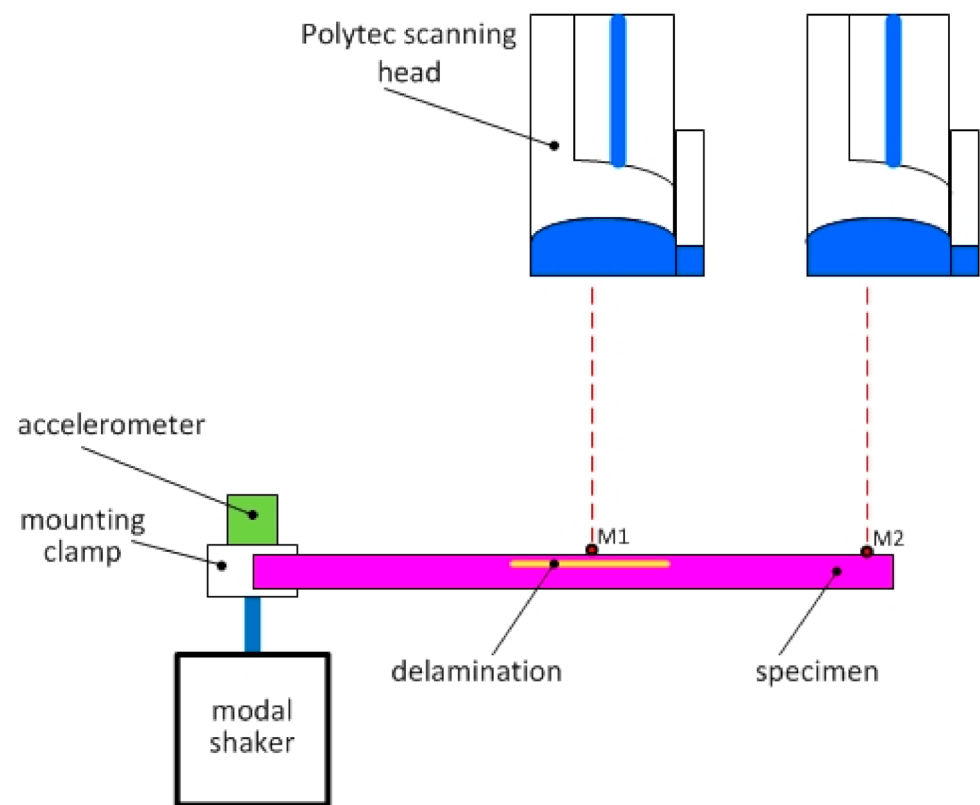 Polytec scanning
head
accelerometer
mounting
clamp
M1
M2
delamination
specimen
modal
shaker